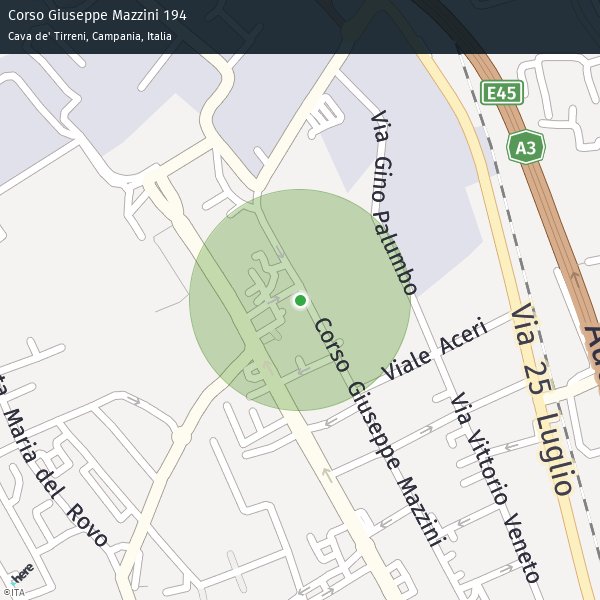 Corso Giuseppe Mazzini 194
Cava de' Tirreni, Campania, Italia
E45
A3
Via Gino Palumbo
Corso Giuseppe Mazzini
Viale Aceri
Via 25 Luglio
Via Vittorio Veneto
Maria del Rovo
here
©ITA